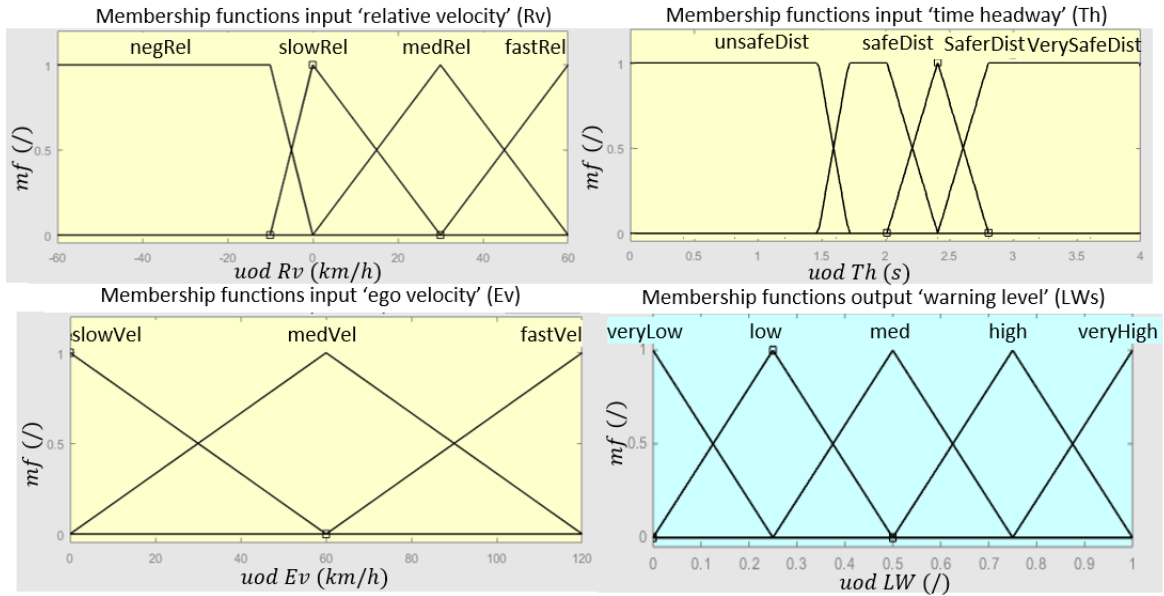 Membership functions input ‘relative velocity’ (Rv)
negRel slowRel medRel fastRel
1
0.5
0
mf (/)
-60 -40 -20 0 20 40 60
uod Rv (km/h)
Membership functions input ‘time headway’ (Th)
unsafeDist safeDist SaferDist VerySafeDist
1
0.5
0
mf (/)
0 0.5 1 1.5 2 2.5 3 3.5 4
uod Th (s)
Membership functions input ‘ego velocity’ (Ev)
slowVel medVel fastVel
1
0.5
0
mf (/)
0 20 40 60 80 100 120
uod Ev (km/h)
Membership functions output ‘warning level’ (LWs)
veryLow low med high veryHigh
1
0.5
0
mf (/)
0 0.1 0.2 0.3 0.4 0.5 0.6 0.7 0.8 0.9 1
uod LW (/)